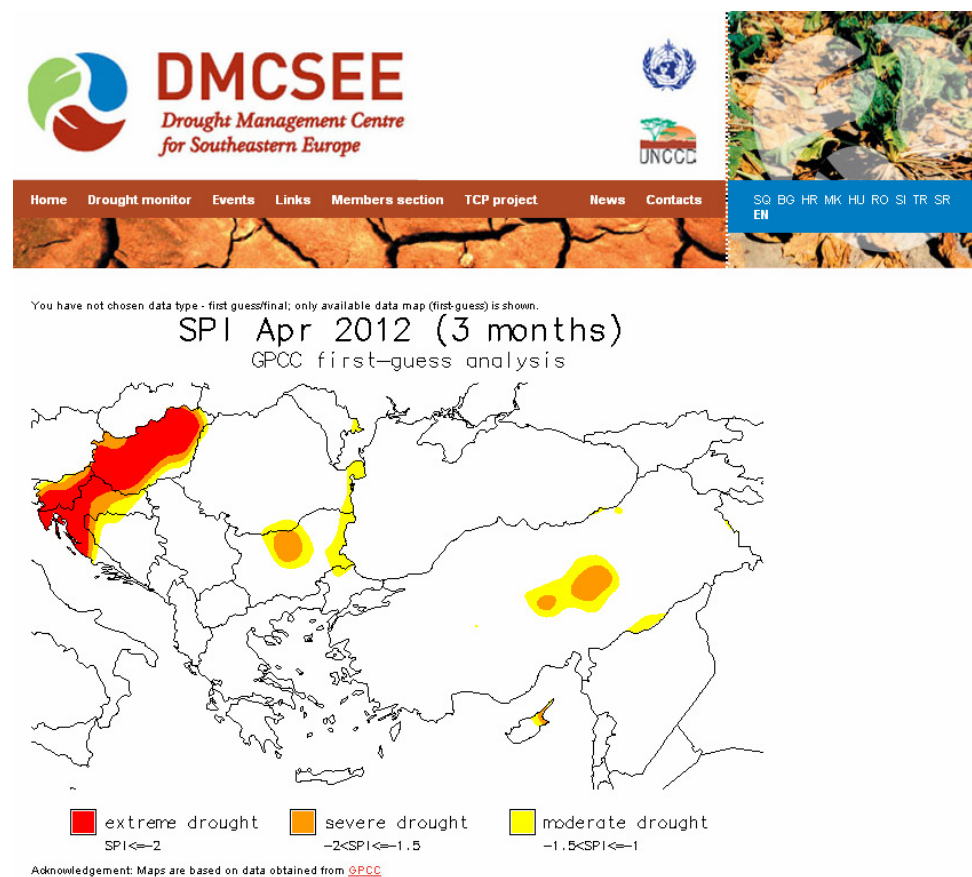 DMCSEE
Drought Management Centre
for Southeastern Europe
UNCCD
Home Drought monitor Events Links Members section TCP project News Contacts
SQ BG HR MK HU RO SI TR SR
EN
You have not chosen data type - first guess/final; only available data map (first-guess) is shown.
SPI Apr 2012 (3 months)
GPCC first-guess analysis
extreme drought
SPI<=-2
severe drought
-2<SPI<=-1.5
moderate drought
-1.5<SPI<=-1
Acknowledgement: Maps are based on data obtained from GPCC